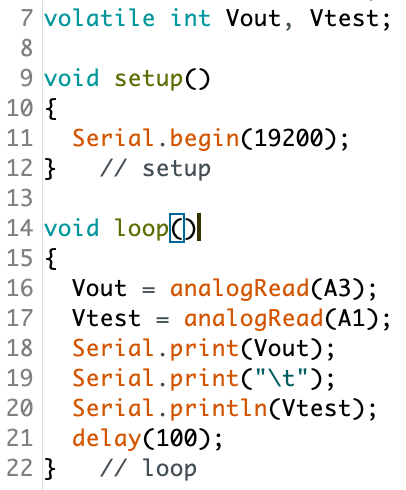 7 volatile int Vout, Vtest;
8
9 void setup()
10 {
11   Serial.begin(19200);
12 }   // setup
13
14 void loop()
15 {
16   Vout = analogRead(A3);
17   Vtest = analogRead(A1);
18   Serial.print(Vout);
19   Serial.print("\t");
20   Serial.println(Vtest);
21   delay(100);
22 }   // loop